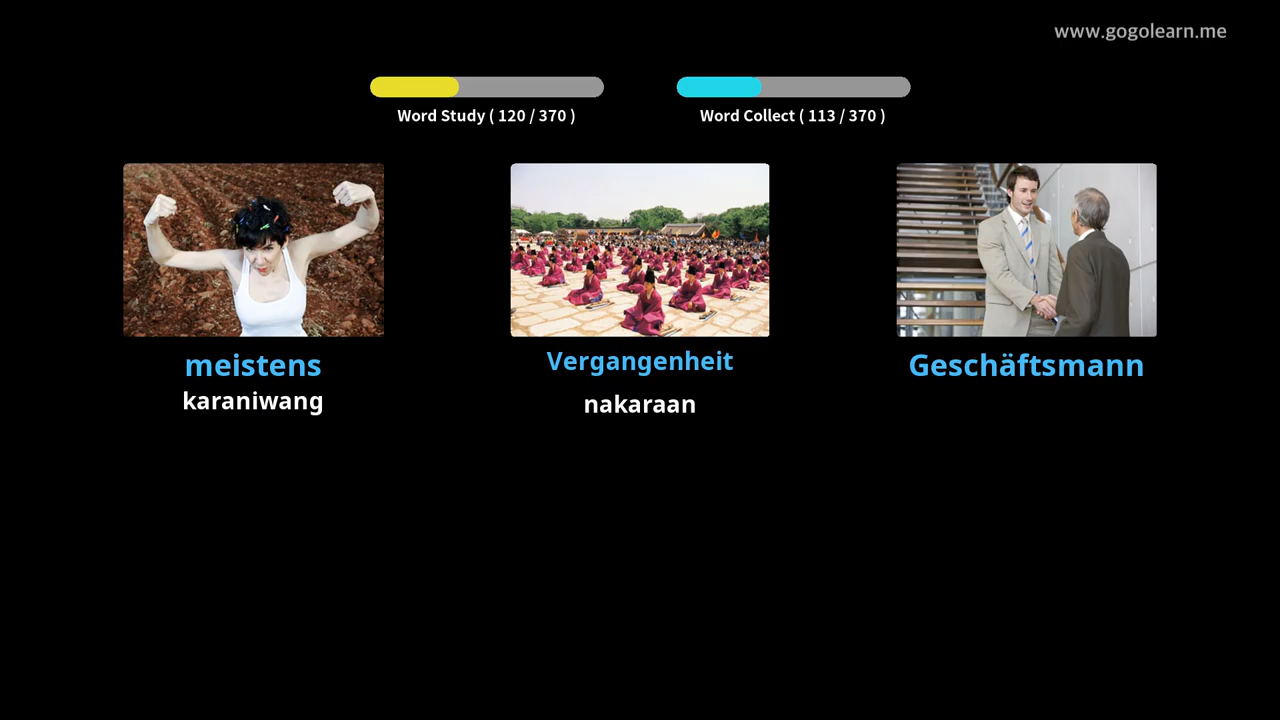 www.gogolearn.me
Word Study ( 120 / 370 )
Word Collect ( 113 / 370 )
meistens
karaniwang
Vergangenheit
nakaraan
Geschäftsmann